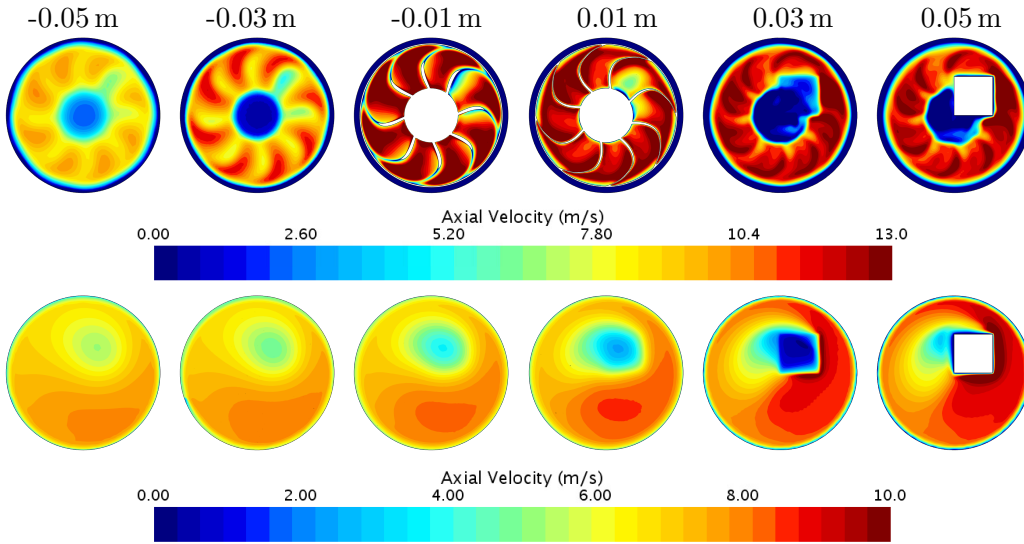 -0.05 m -0.03 m -0.01 m 0.01 m 0.03 m 0.05 m
Axial Velocity (m/s)
0.00 2.60 5.20 7.80 10.4 13.0
Axial Velocity (m/s)
0.00 2.00 4.00 6.00 8.00 10.0